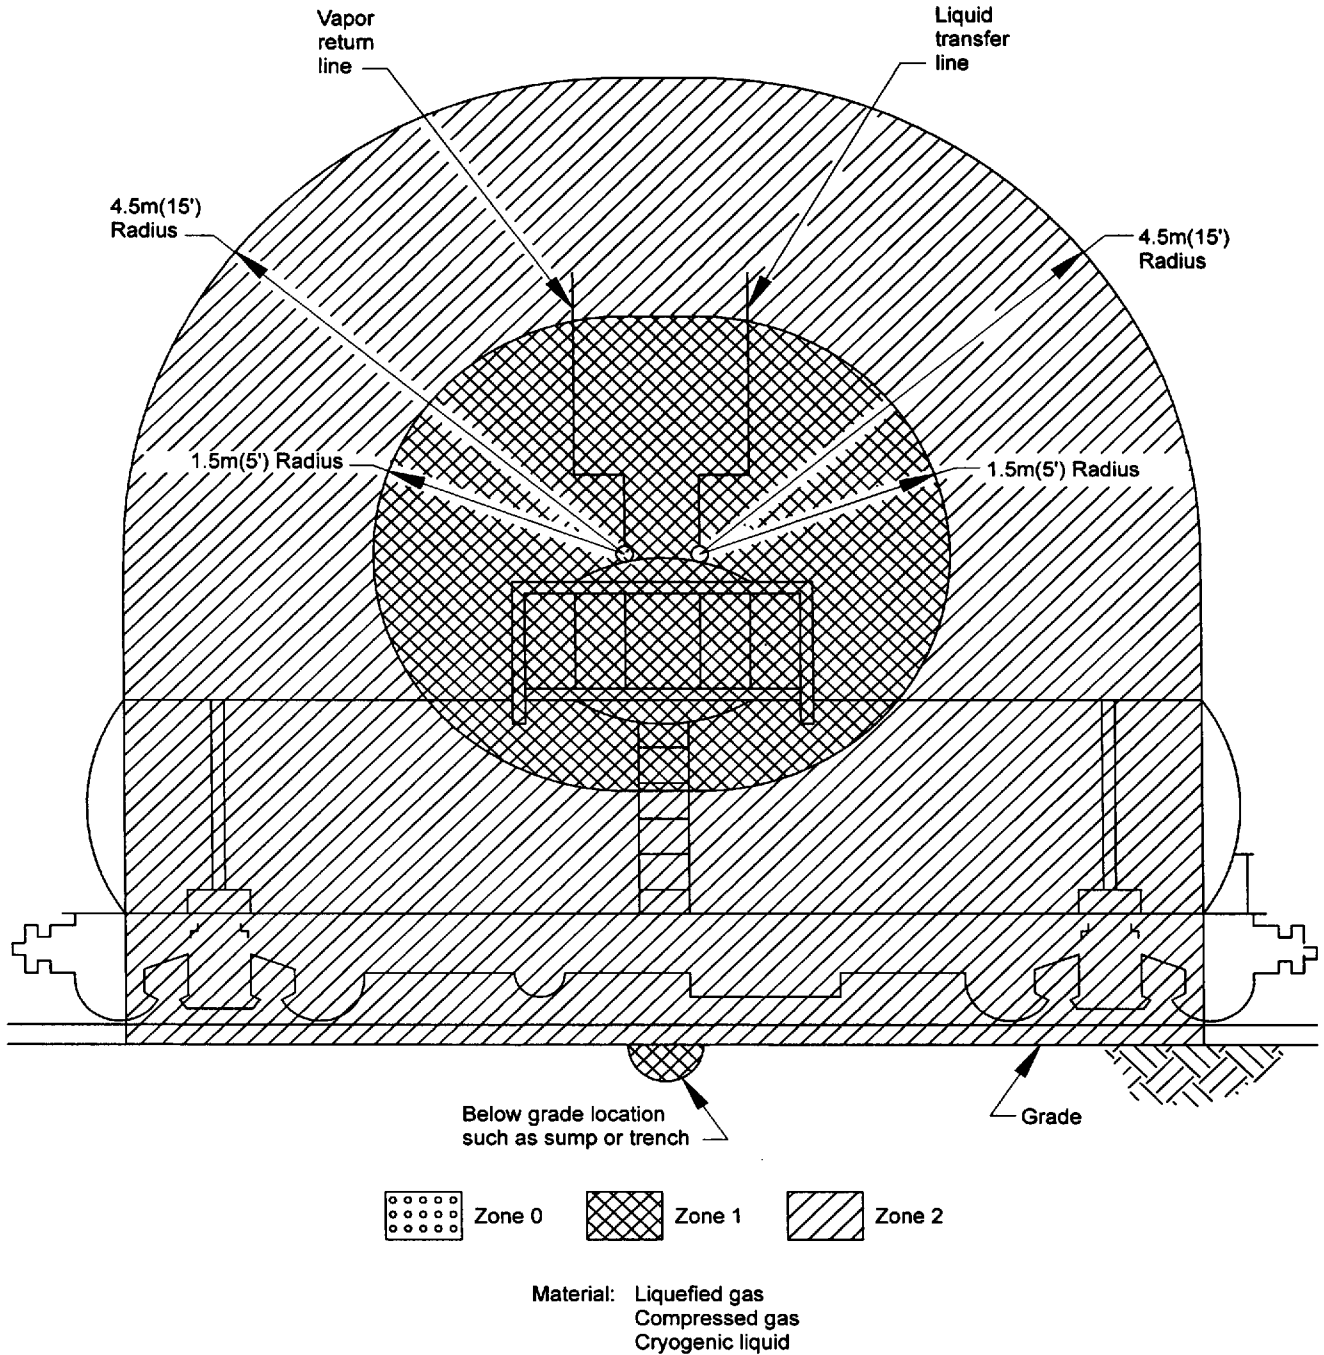 Vapor
return
line
Liquid
transfer
line
4.5m(15')
Radius
4.5m(15')
Radius
1.5m(5') Radius
1.5m(5') Radius
Below grade location
such as sump or trench
Grade
Zone 0
Zone 1
Zone 2
Material: Liquefied gas
Compressed gas
Cryogenic liquid